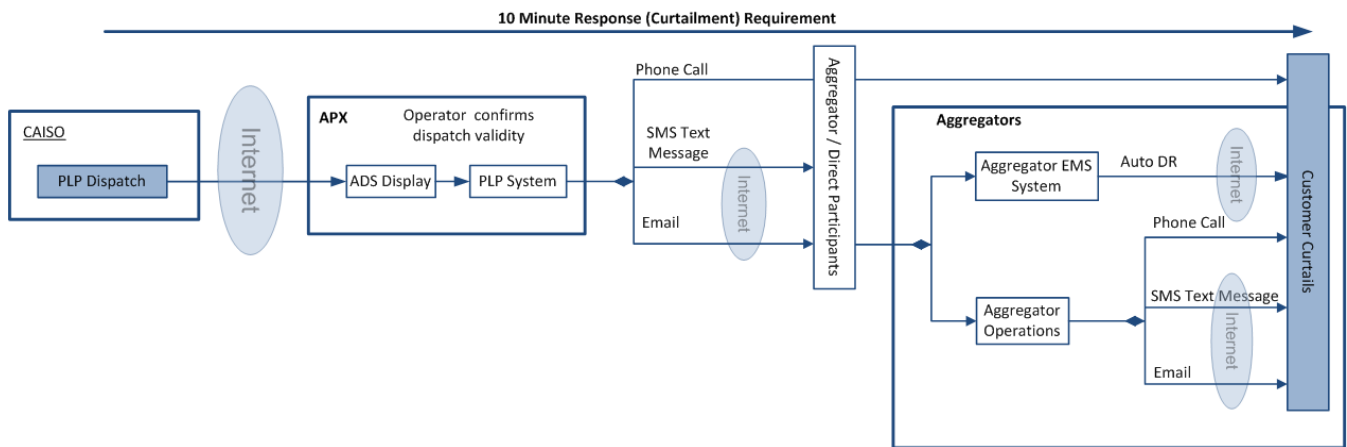 10 Minute Response (Curtailment) Requirement
CAISO
PLP Dispatch
Internet
APX
Operator confirms
dispatch validity
ADS Display
PLP System
Phone Call
SMS Text
Message
Email
Internet
Aggregator / Direct Participants
Aggregators
Aggregator EMS
System
Auto DR
Internet
Aggregator
Operations
Phone Call
SMS Text Message
Email
Internet
Customer Curtails